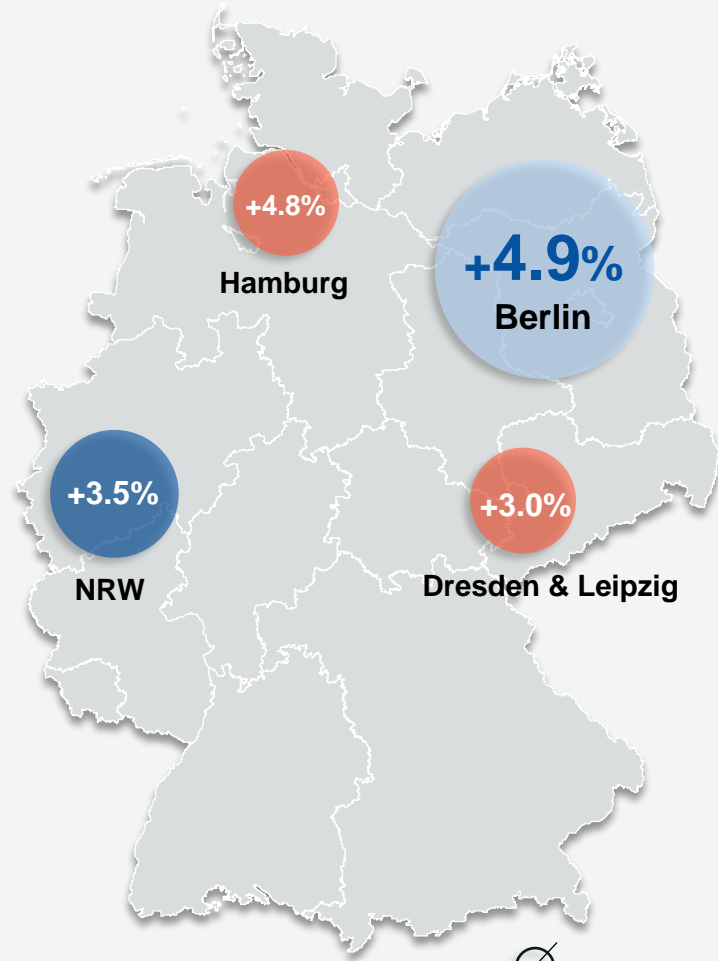 +4.8%
Hamburg
+4.9%
Berlin
+3.5%
NRW
+3.0%
Dresden & Leipzig